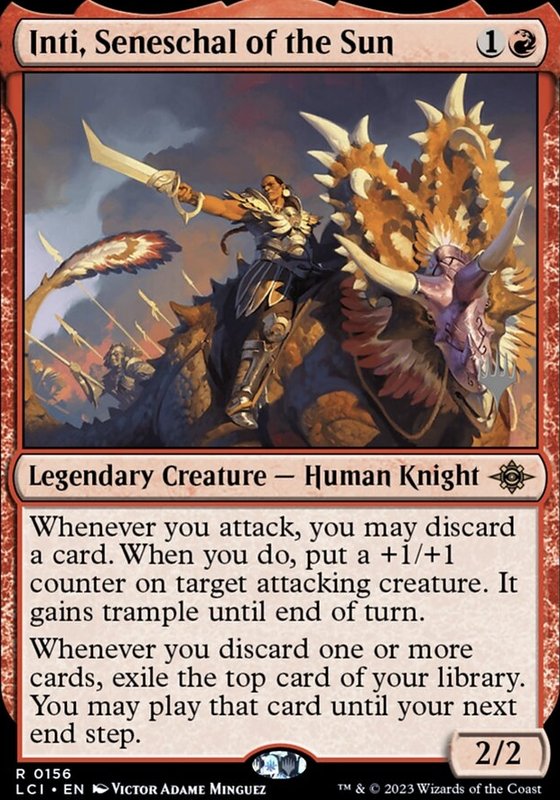 Inti, Seneschal of the Sun 1
Legendary Creature — Human Knight
Whenever you attack, you may discard
a card. When you do, put a +1/+1
counter on target attacking creature. It
gains trample until end of turn.
Whenever you discard one or more
cards, exile the top card of your library.
You may play that card until your next
end step.
2/2
R 0156
LCI • EN VICTOR ADAME MINGUEZ
™ & © 2023 Wizards of the Coast